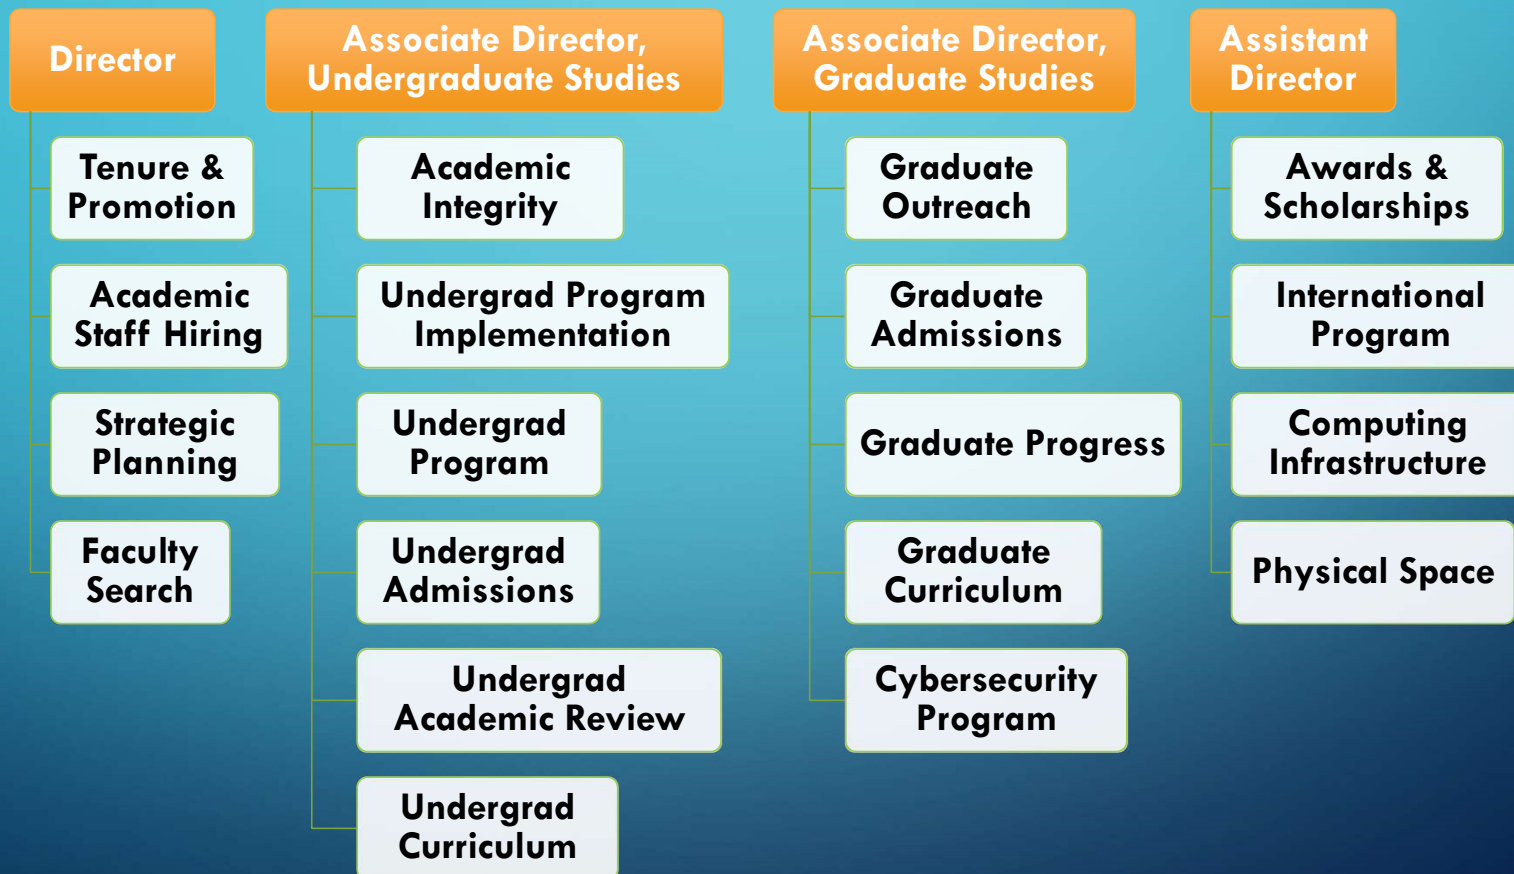 Director
Tenure &
Promotion
Academic
Staff Hiring
Strategic
Planning
Faculty
Search
Associate Director,
Undergraduate Studies
Academic
Integrity
Undergrad Program
Implementation
Undergrad
Program
Undergrad
Admissions
Undergrad
Academic Review
Undergrad
Curriculum
Associate Director,
Graduate Studies
Graduate
Outreach
Graduate
Admissions
Graduate Progress
Graduate
Curriculum
Cybersecurity
Program
Assistant
Director
Awards &
Scholarships
International
Program
Computing
Infrastructure
Physical Space